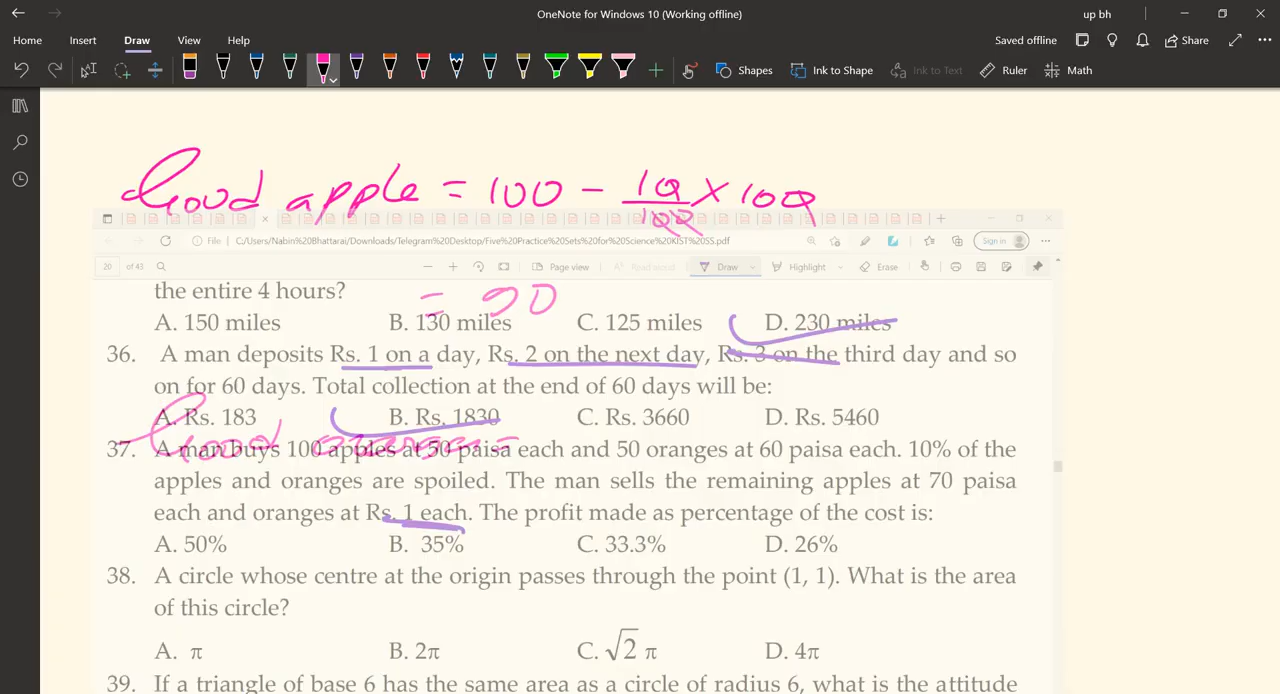 OneNote for Windows 10 (Working offline)
up bh
Home Insert Draw View Help
Saved offline
Share
Shapes
Ink to Shape
Ink to Text
Ruler
Math
Good apple = 100 - 10/100 × 100
File C:/Users/Nabin%20Bhattarai/Downloads/Telegram%20Desktop/Five%20Practice%20Sets%20for%20Science%20KIST%20SS.pdf
Sign in
20 of 43
Page view
Read aloud
Draw
Highlight
Erase
the entire 4 hours?
= 90
A. 150 miles B. 130 miles C. 125 miles D. 230 miles
36. A man deposits Rs. 1 on a day, Rs. 2 on the next day, Rs. 3 on the third day and so
on for 60 days. Total collection at the end of 60 days will be:
A. Rs. 183 B. Rs. 1830 C. Rs. 3660 D. Rs. 5460
Good orange =
37. A man buys 100 apples at 50 paisa each and 50 oranges at 60 paisa each. 10% of the
apples and oranges are spoiled. The man sells the remaining apples at 70 paisa
each and oranges at Rs. 1 each. The profit made as percentage of the cost is:
A. 50% B. 35% C. 33.3% D. 26%
38. A circle whose centre at the origin passes through the point (1, 1). What is the area
of this circle?
A. π B. 2π C. √2 π D. 4π
39. If a triangle of base 6 has the same area as a circle of radius 6, what is the attitude